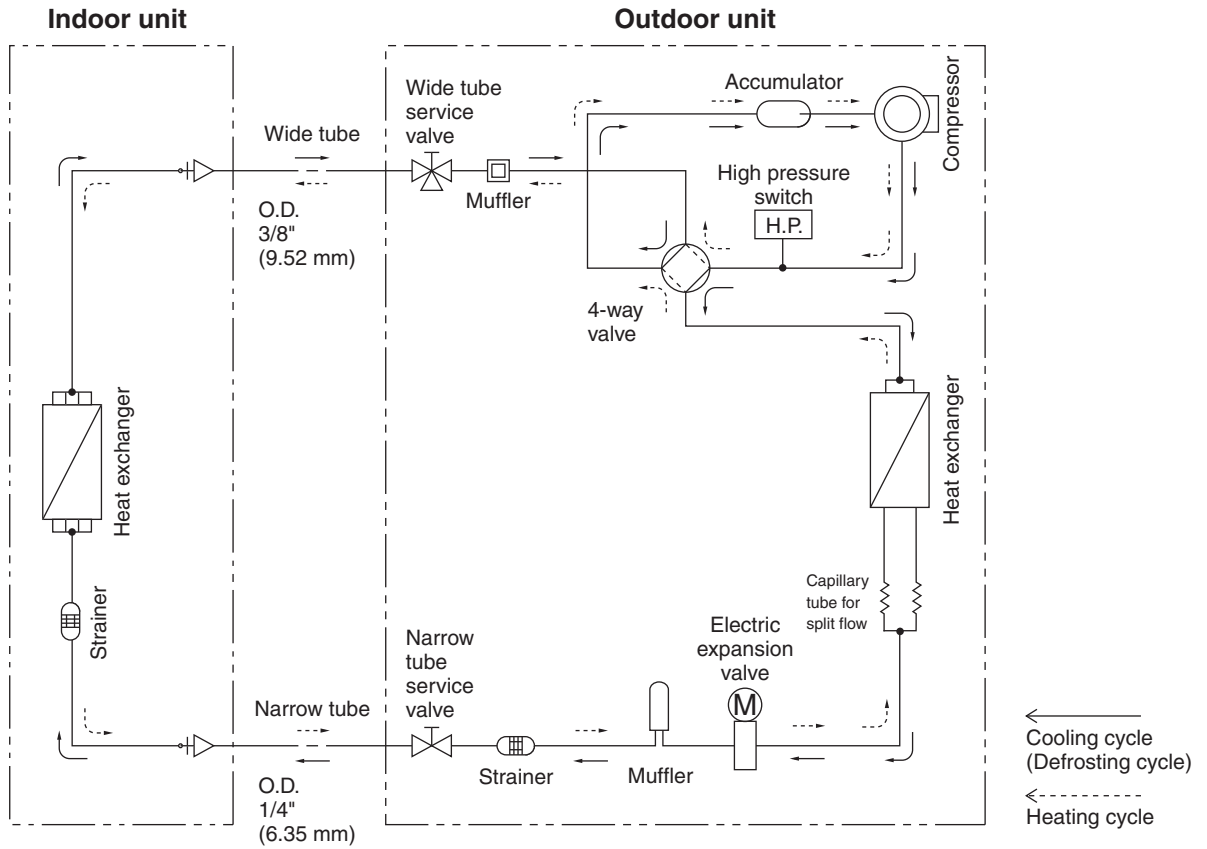 Indoor unit
Outdoor unit
Wide tube
O.D.
3/8"
(9.52 mm)
Wide tube
service
valve
Muffler
Accumulator
Compressor
High pressure
switch
H.P.
4-way
valve
Heat exchanger
Strainer
Heat exchanger
Capillary
tube for
split flow
Electric
expansion
valve
M
Narrow
tube
service
valve
Narrow tube
O.D.
1/4"
(6.35 mm)
Strainer
Muffler
Cooling cycle
(Defrosting cycle)
Heating cycle